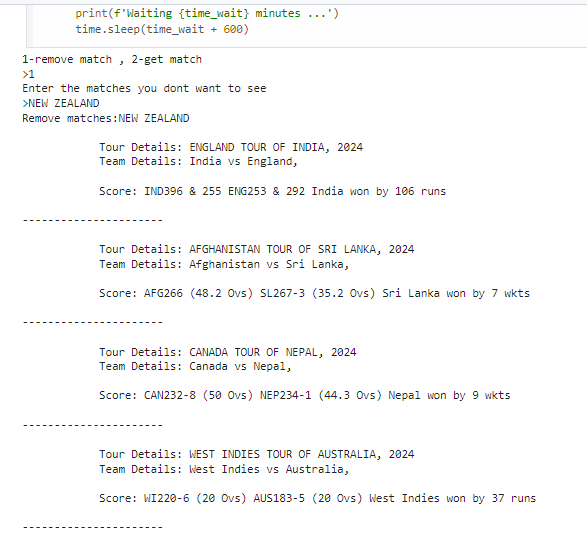 print(f'Waiting {time_wait} minutes ...')
time.sleep(time_wait + 600)
1-remove match , 2-get match
>1
Enter the matches you dont want to see
>NEW ZEALAND
Remove matches:NEW ZEALAND
Tour Details: ENGLAND TOUR OF INDIA, 2024
Team Details: India vs England,
Score: IND396 & 255 ENG253 & 292 India won by 106 runs
----------------------
Tour Details: AFGHANISTAN TOUR OF SRI LANKA, 2024
Team Details: Afghanistan vs Sri Lanka,
Score: AFG266 (48.2 Ovs) SL267-3 (35.2 Ovs) Sri Lanka won by 7 wkts
----------------------
Tour Details: CANADA TOUR OF NEPAL, 2024
Team Details: Canada vs Nepal,
Score: CAN232-8 (50 Ovs) NEP234-1 (44.3 Ovs) Nepal won by 9 wkts
----------------------
Tour Details: WEST INDIES TOUR OF AUSTRALIA, 2024
Team Details: West Indies vs Australia,
Score: WI220-6 (20 Ovs) AUS183-5 (20 Ovs) West Indies won by 37 runs
----------------------